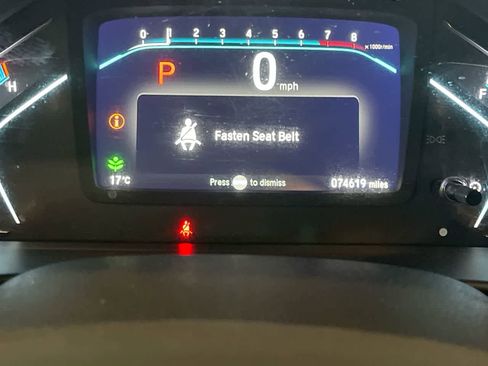 0 1 2 3 4 5 6 7 8 x 1000r/min
H
P 0 mph
F
i
Fasten Seat Belt
17°C Press to dismiss 074619 miles